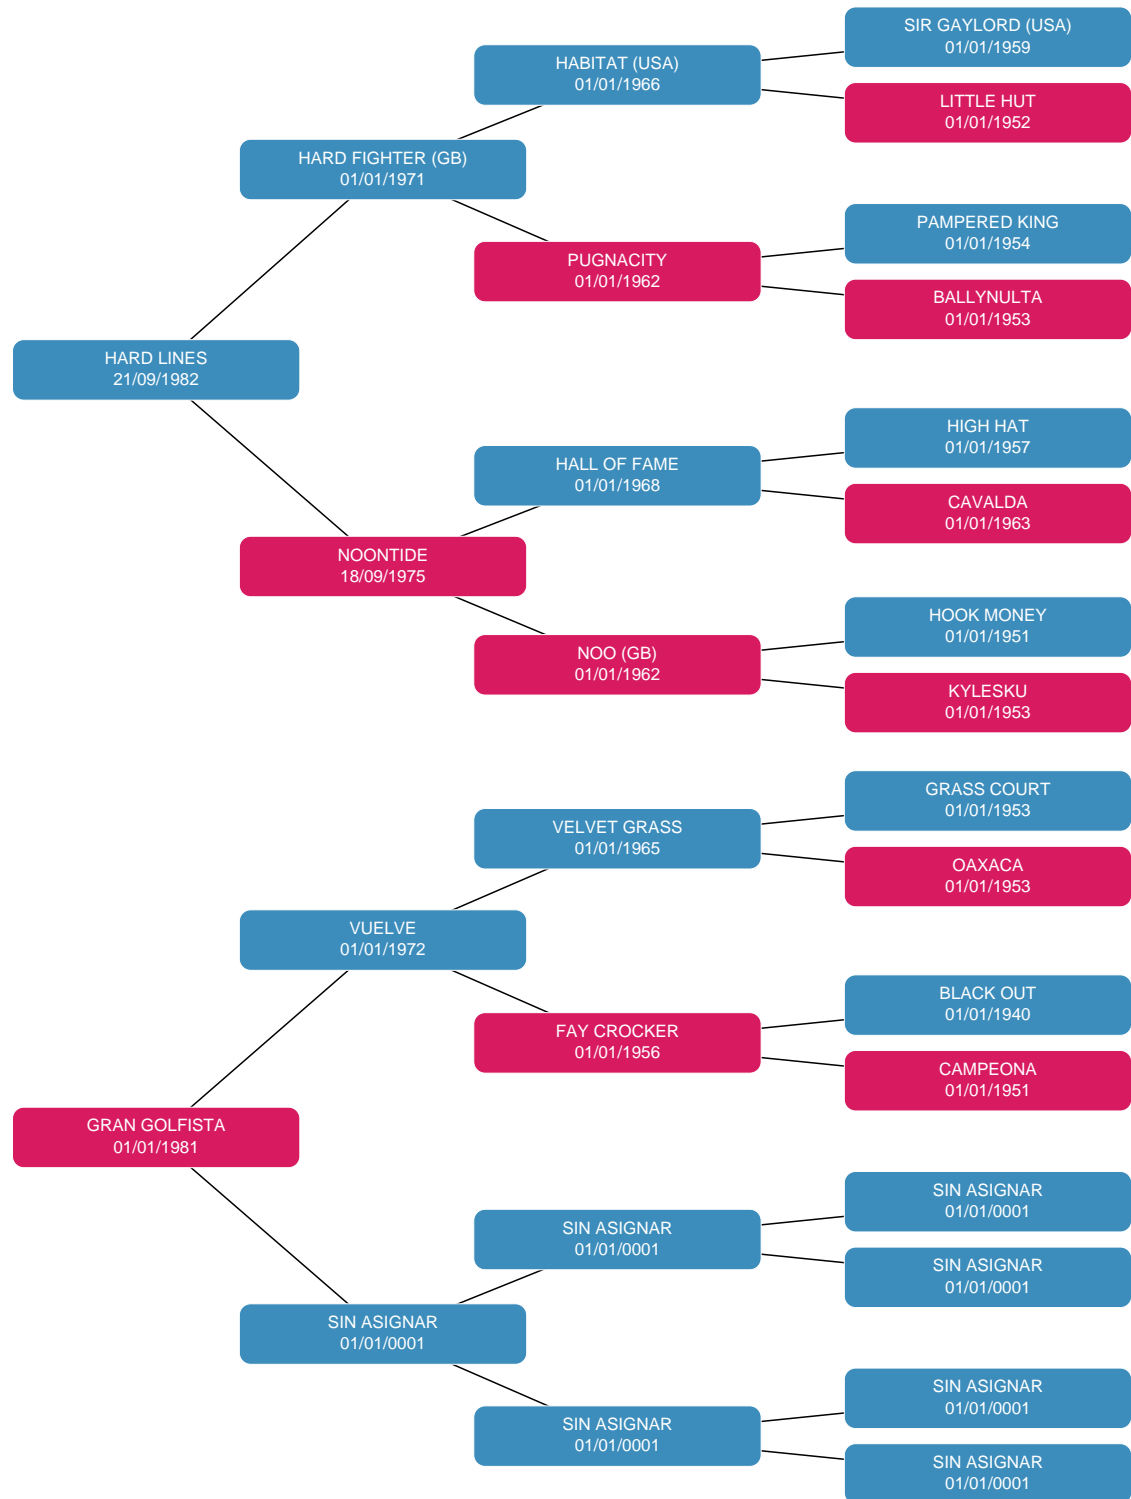 SIR GAYLORD (USA)
01/01/1959
HABITAT (USA)
01/01/1966
LITTLE HUT
01/01/1952
HARD FIGHTER (GB)
01/01/1971
PAMPERED KING
01/01/1954
PUGNACITY
01/01/1962
BALLYNULTA
01/01/1953
HARD LINES
21/09/1982
HIGH HAT
01/01/1957
HALL OF FAME
01/01/1968
CAVALDA
01/01/1963
NOONTIDE
18/09/1975
HOOK MONEY
01/01/1951
NOO (GB)
01/01/1962
KYLESKU
01/01/1953
GRASS COURT
01/01/1953
VELVET GRASS
01/01/1965
OAXACA
01/01/1953
VUELVE
01/01/1972
BLACK OUT
01/01/1940
FAY CROCKER
01/01/1956
CAMPEONA
01/01/1951
GRAN GOLFISTA
01/01/1981
SIN ASIGNAR
01/01/0001
SIN ASIGNAR
01/01/0001
SIN ASIGNAR
01/01/0001
SIN ASIGNAR
01/01/0001
SIN ASIGNAR
01/01/0001
SIN ASIGNAR
01/01/0001
SIN ASIGNAR
01/01/0001